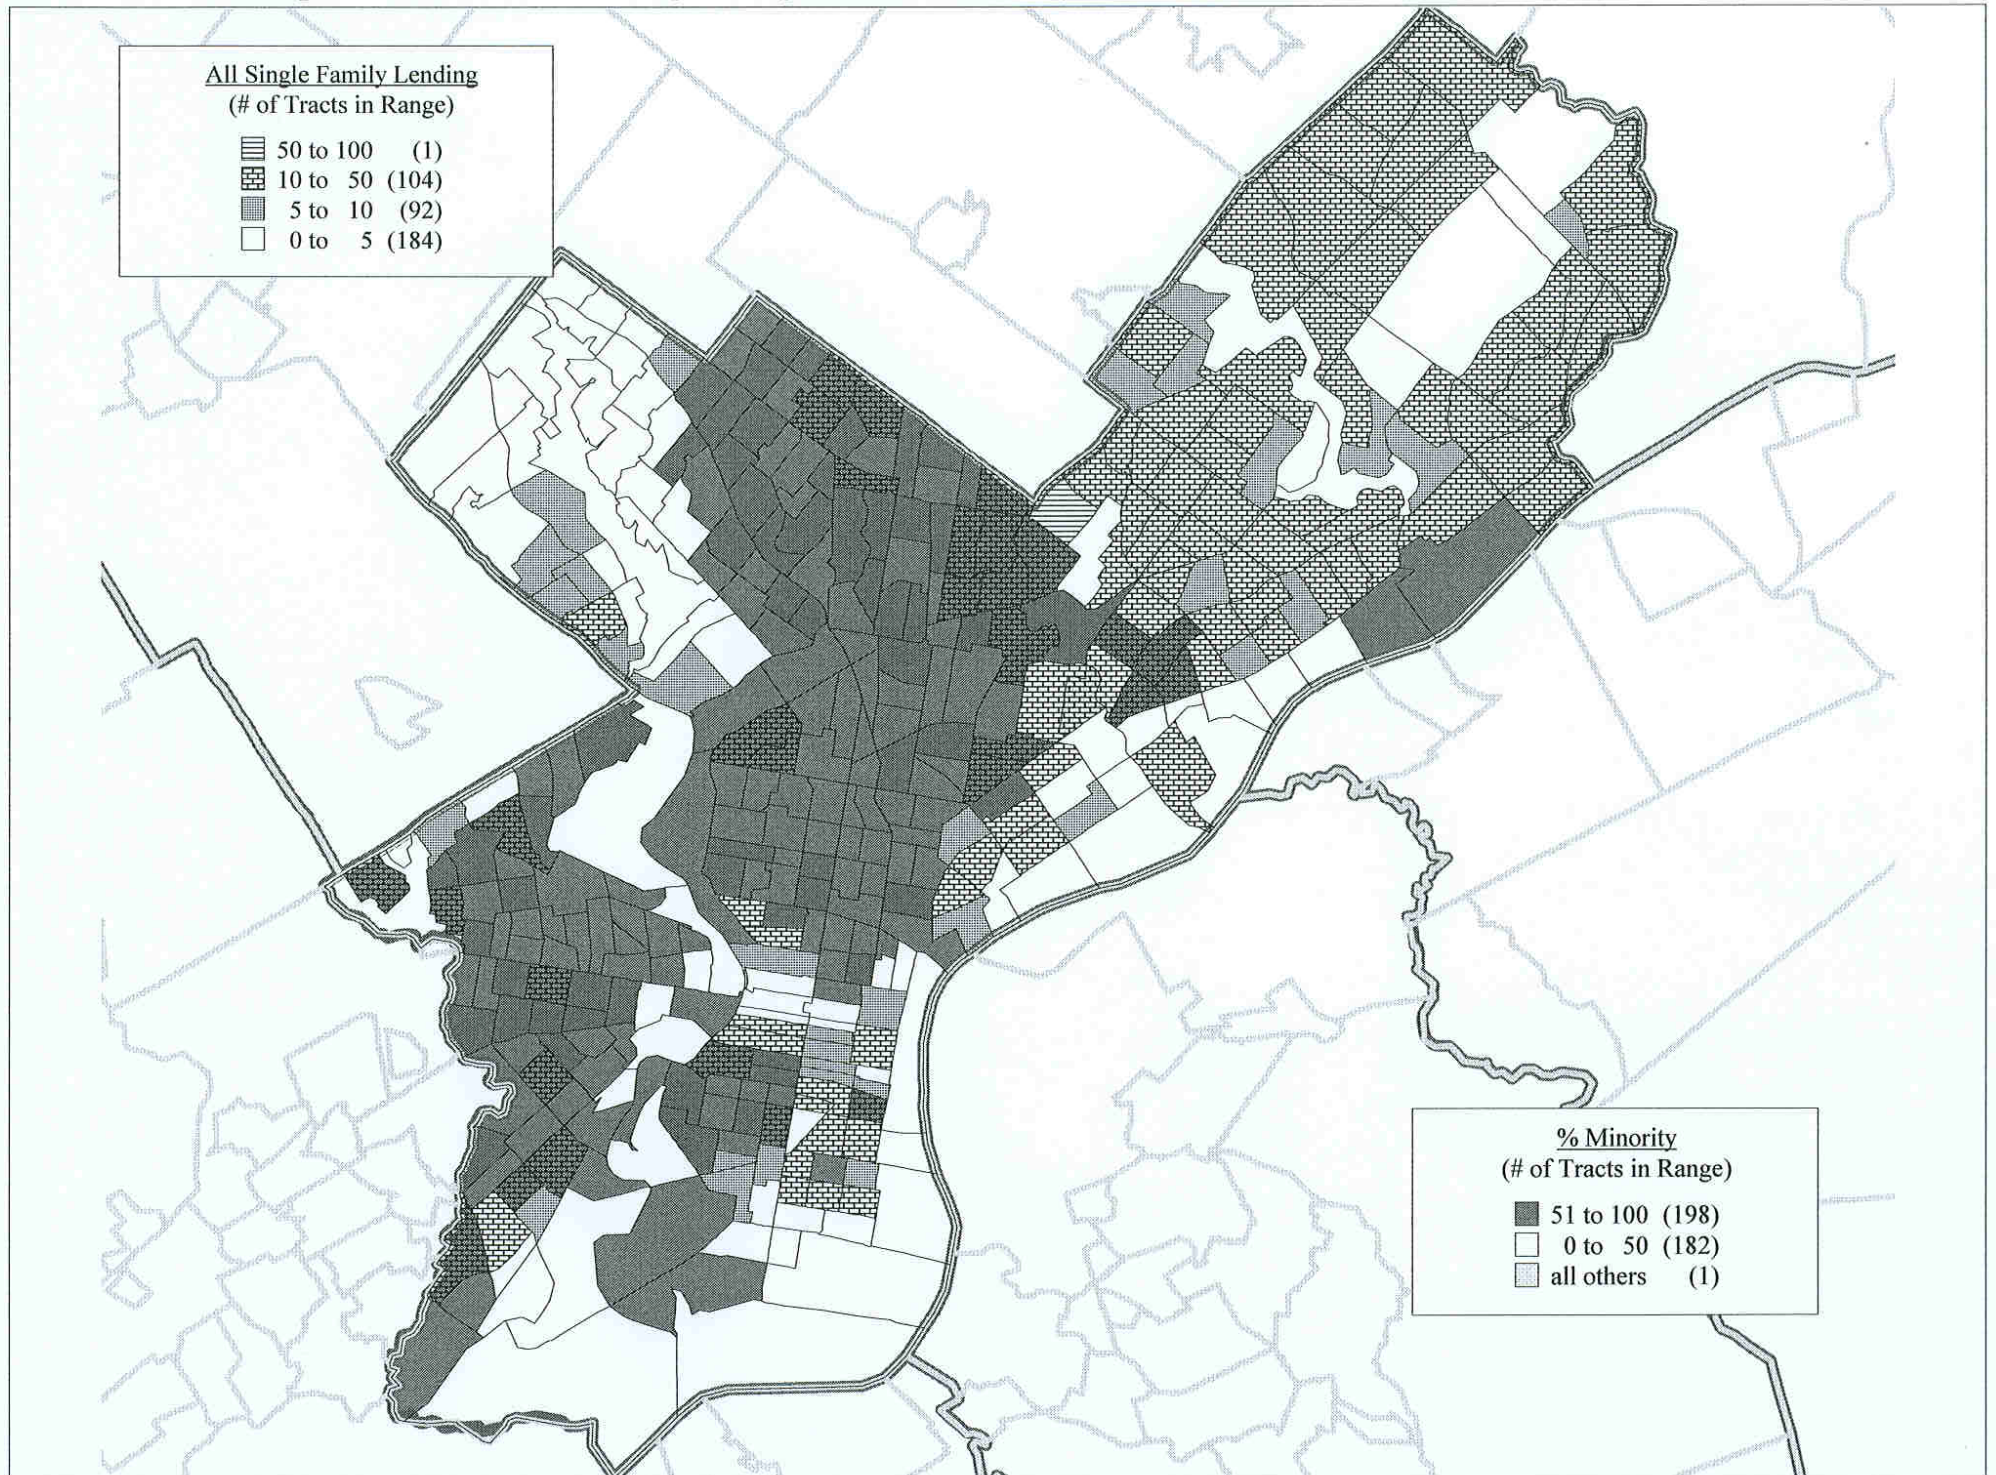 All Single Family Lending
(# of Tracts in Range)
50 to 100 (1)
10 to 50 (104)
5 to 10 (92)
0 to 5 (184)
% Minority
(# of Tracts in Range)
51 to 100 (198)
0 to 50 (182)
all others (1)